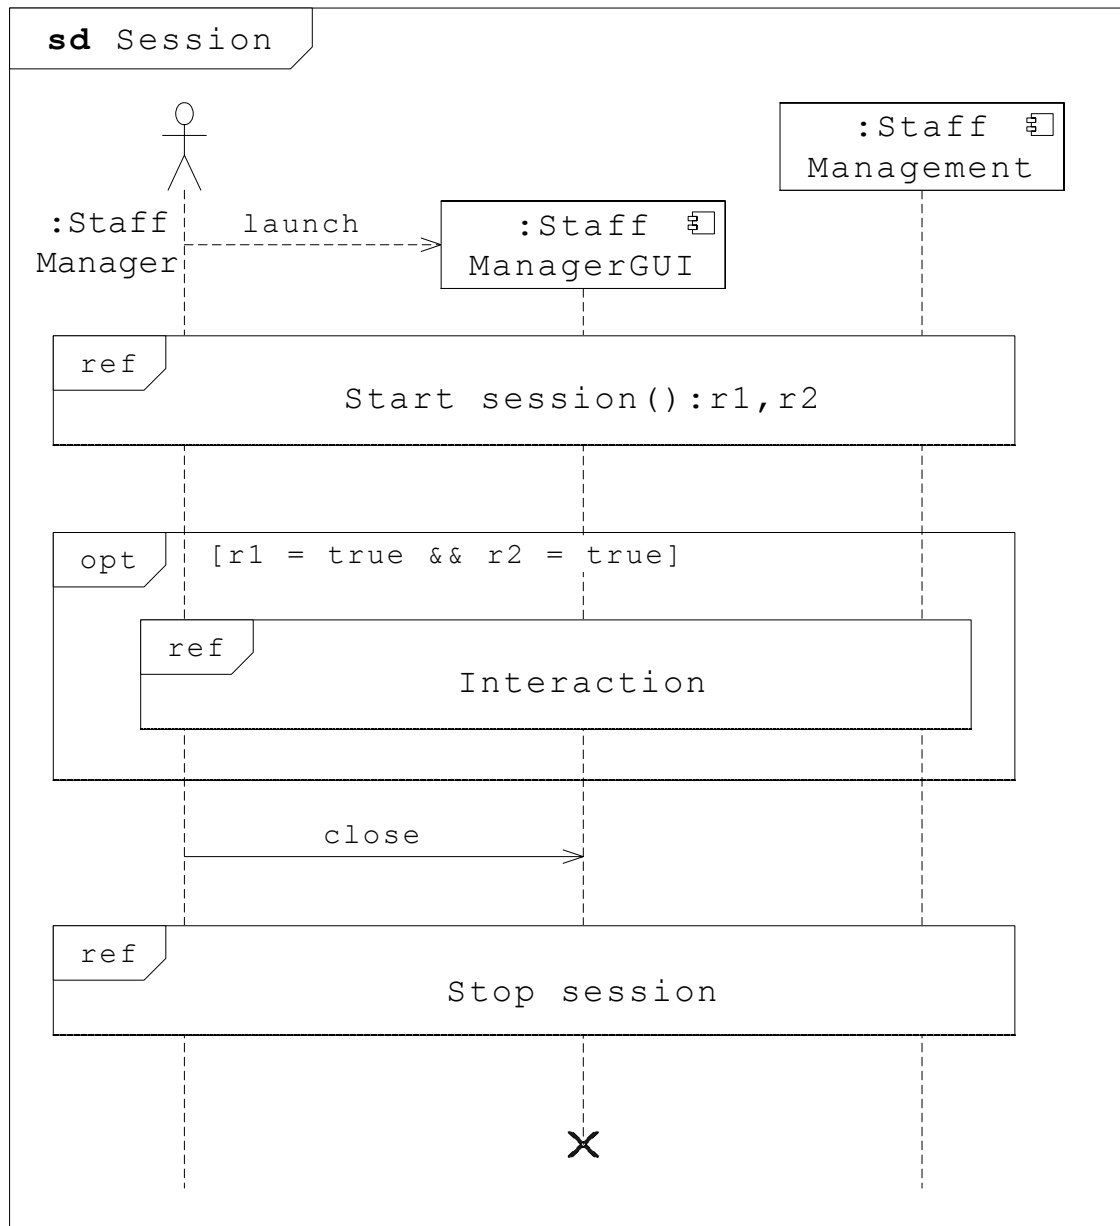 sd Session
:Staff
Management
:Staff
Manager
launch
:Staff
ManagerGUI
ref
Start session():r1,r2
opt
[r1 = true && r2 = true]
ref
Interaction
close
ref
Stop session